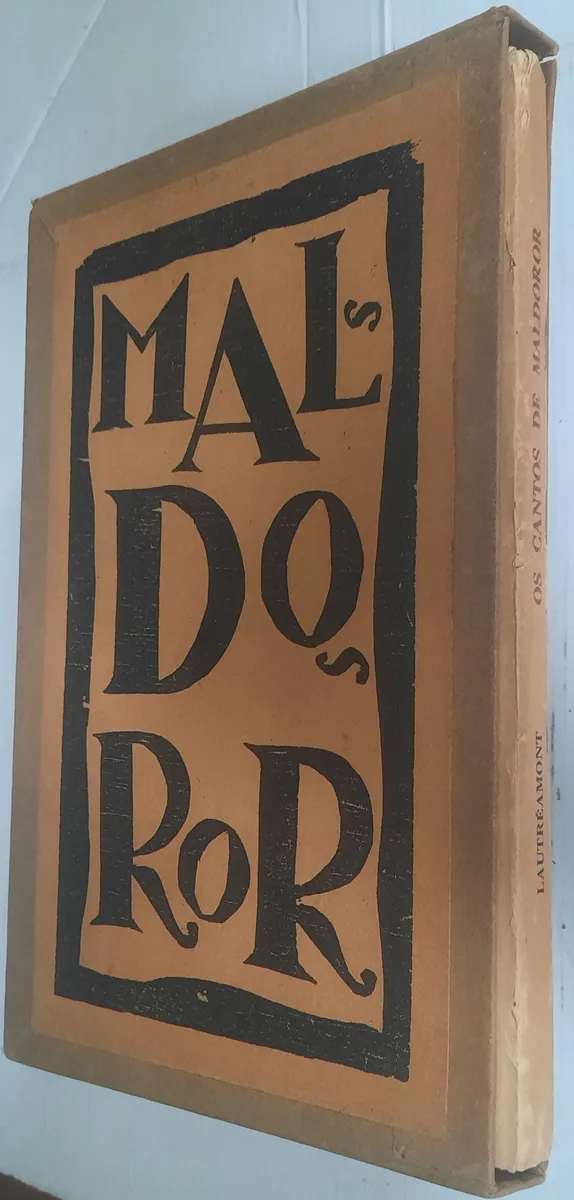 MALS
DOS
ROR
LAUTRÉAMONT OS CANTOS DE MALDOROR